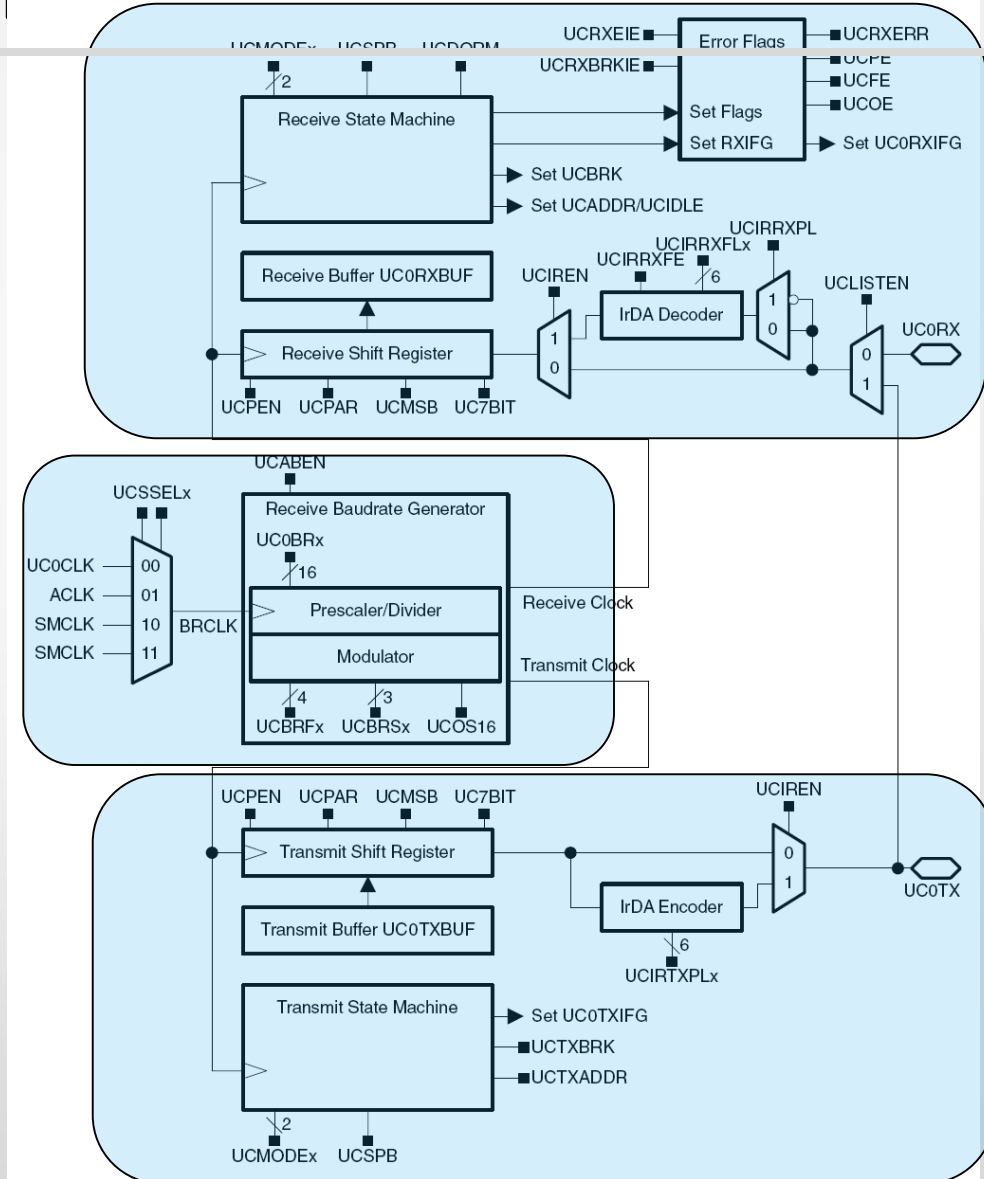 UCRXEIE
Error Flags
UCRXERR
UCMODEx UCSPB UCDORM
UCRXBRKIE
UCPE
2
UCFE
UCOE
Receive State Machine
Set Flags
Set RXIFG
Set UC0RXIFG
Set UCBRK
Set UCADDR/UCIDLE
UCIRRXPL
UCIRRXFLx
UCIRRXFE
6
UCIREN
UCLISTEN
Receive Buffer UC0RXBUF
1
0
IrDA Decoder
UC0RX
1
0
0
1
Receive Shift Register
UCPEN UCPAR UCMSB UC7BIT
UCABEN
UCSSELx
Receive Baudrate Generator
UC0BRx
16
UC0CLK 00
ACLK 01
SMCLK 10
SMCLK 11
BRCLK
Prescaler/Divider
Receive Clock
Modulator
Transmit Clock
4
3
UCBRFx UCBRSx UCOS16
UCPEN UCPAR UCMSB UC7BIT
UCIREN
Transmit Shift Register
0
1
UC0TX
IrDA Encoder
Transmit Buffer UC0TXBUF
6
UCIRTXPLx
Transmit State Machine
Set UC0TXIFG
UCTXBRK
UCTXADDR
2
UCMODEx UCSPB